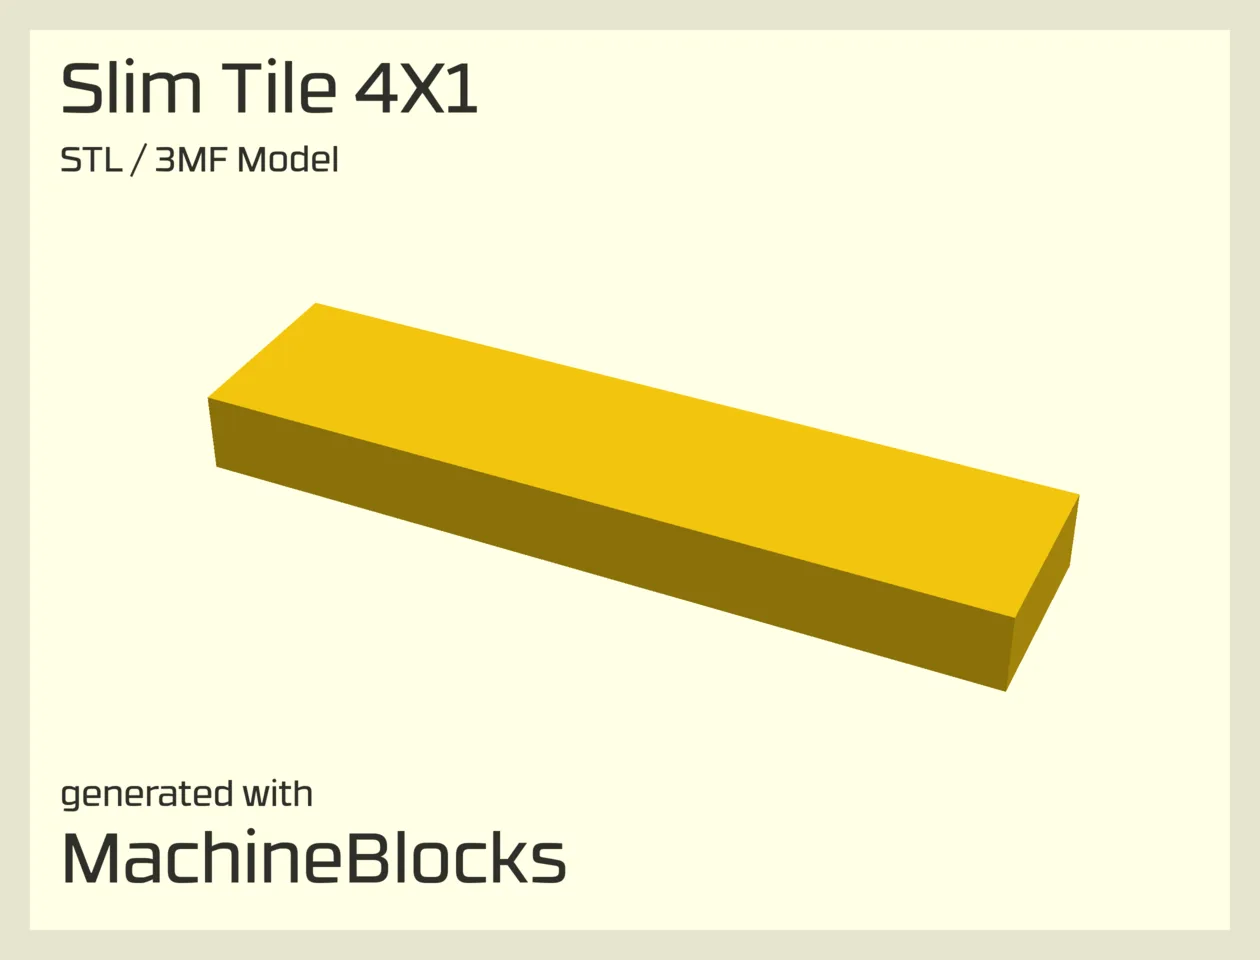 Slim Tile 4X1
STL / 3MF Model
generated with
MachineBlocks